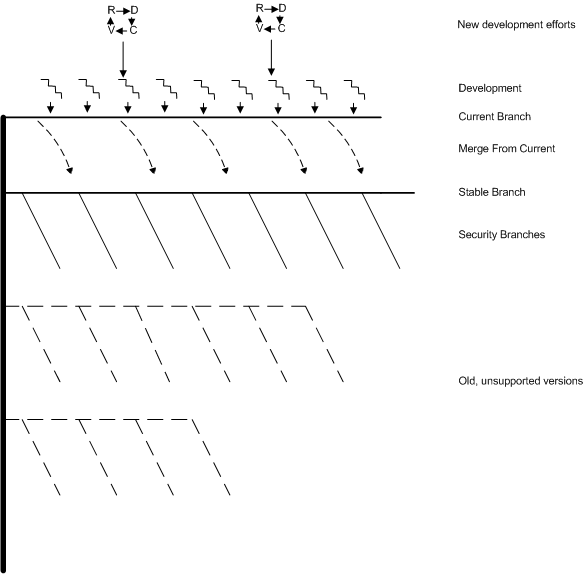 R D
V C
R D
V C
New development efforts
Development
Current Branch
Merge From Current
Stable Branch
Security Branches
Old, unsupported versions